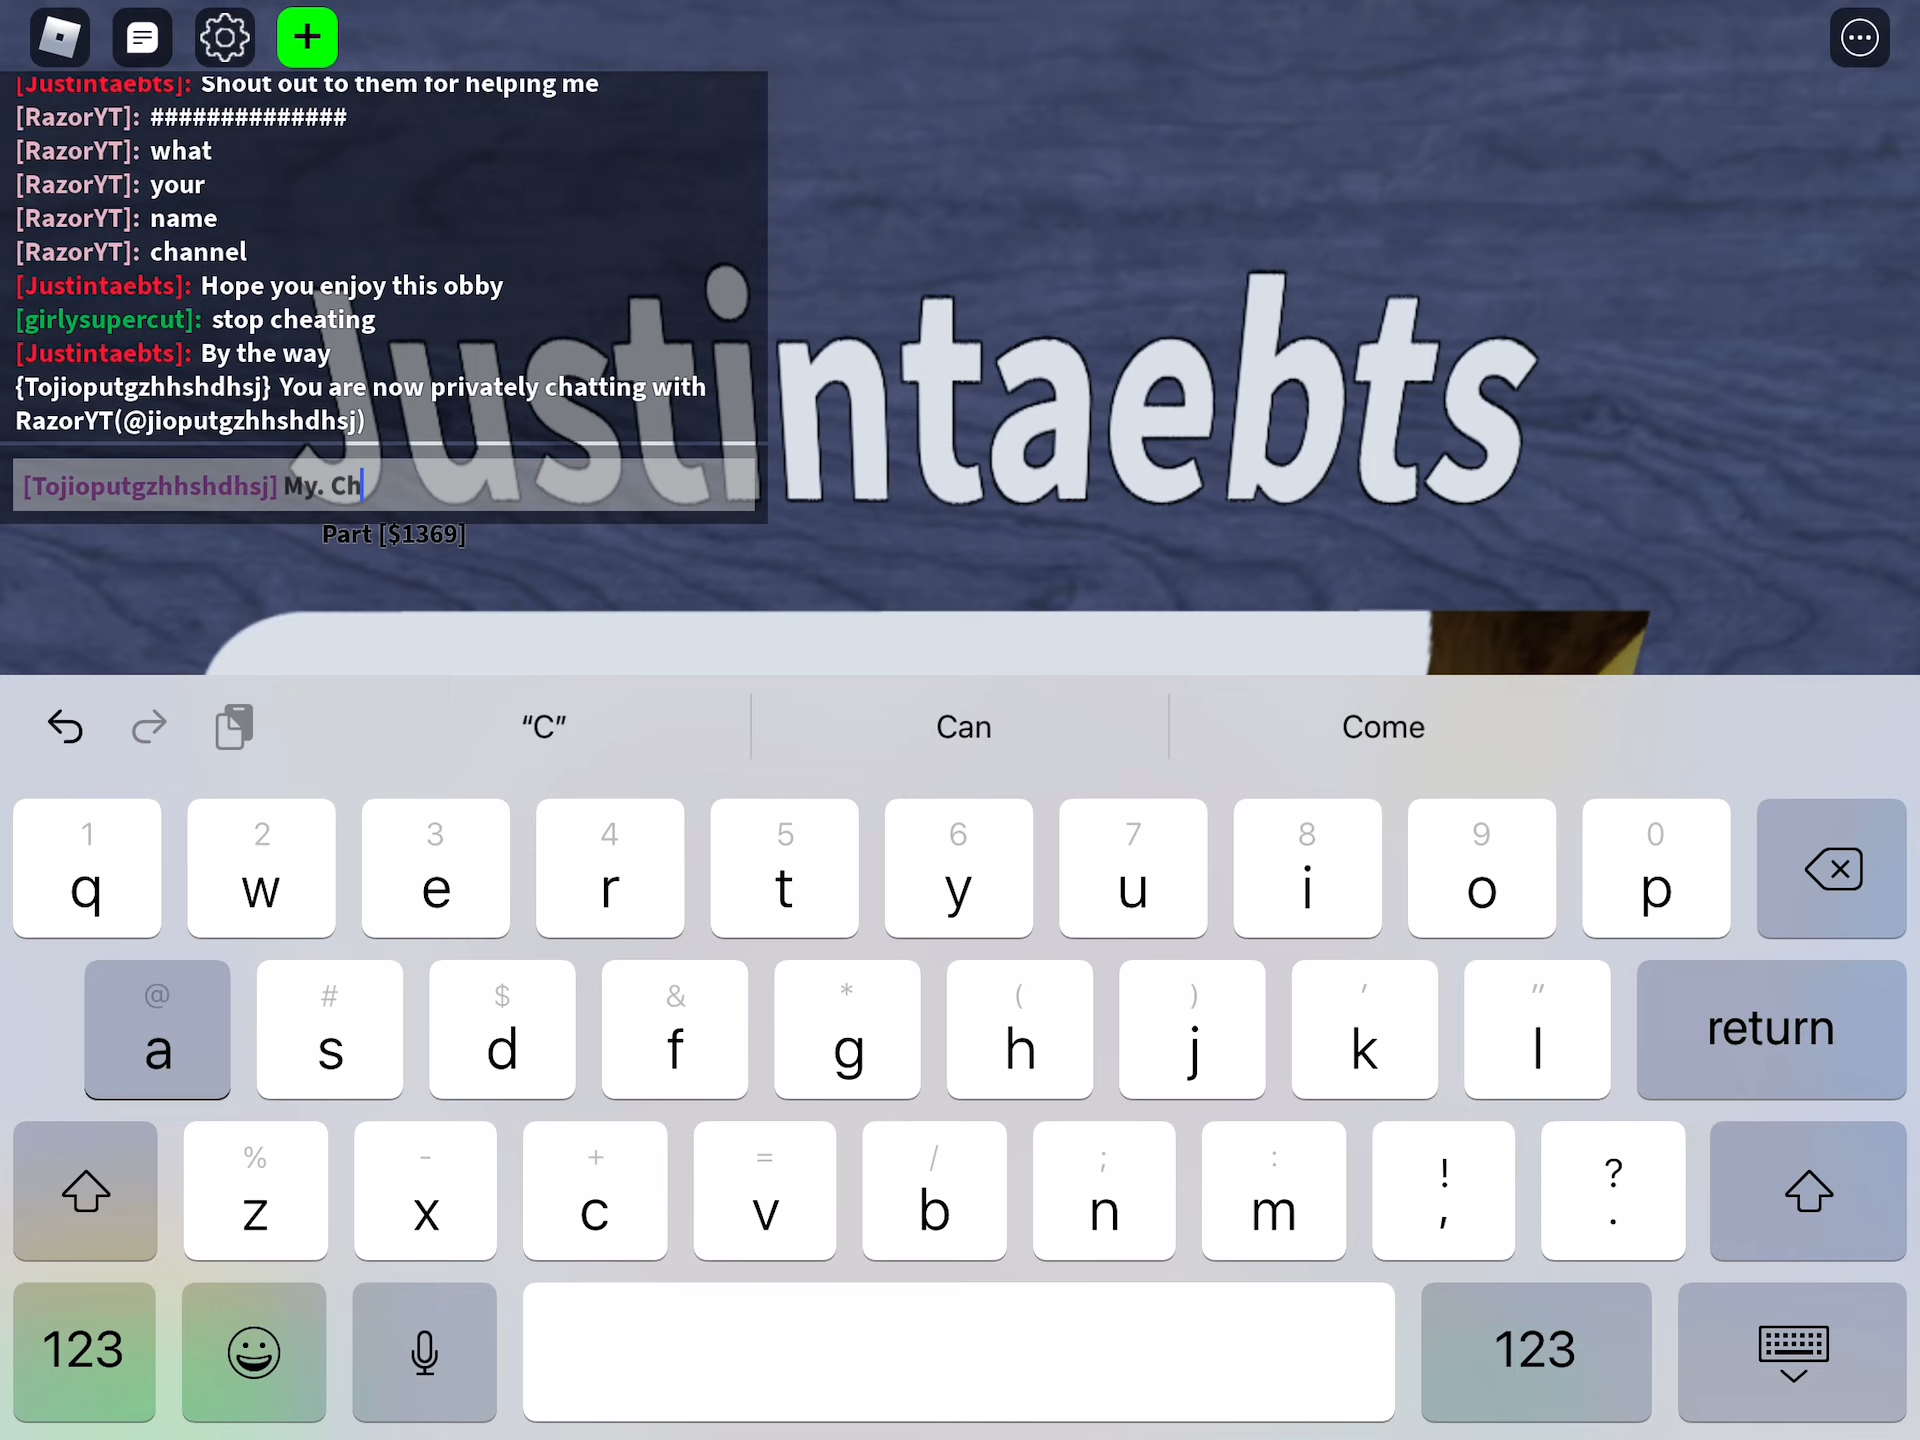 [Justintaebts]: Shout out to them for helping me
[RazorYT]: ##############
[RazorYT]: what
[RazorYT]: your
[RazorYT]: name
[RazorYT]: channel
[Justintaebts]: Hope you enjoy this obby
[girlysupercut]: stop cheating
[Justintaebts]: By the way
{Tojioputgzhhshdhsj} You are now privately chatting with
RazorYT(@jioputgzhhshdhsj)
[Tojioputgzhhshdhsj] My. Ch
Justintaebts
Part [$1369]
“C” Can Come
1 2 3 4 5 6 7 8 9 0
q w e r t y u i o p
@ # $ & * ( ) ' "
a s d f g h j k l return
% - + = / ; : ! ?
z x c v b n m , .
123 123